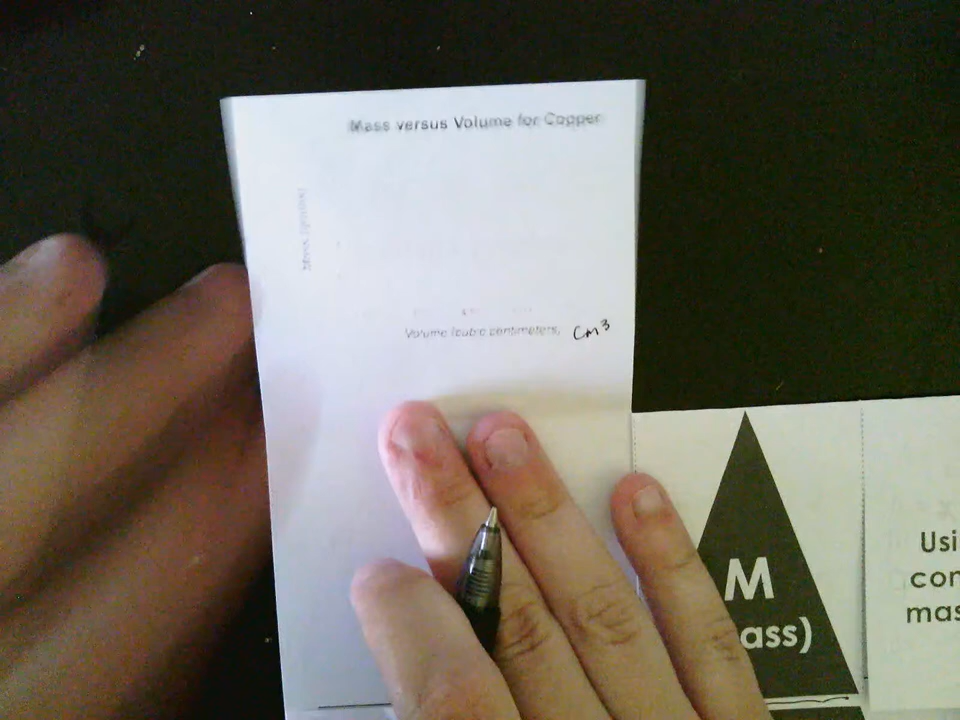 Mass versus Volume for Copper
Volume (cubic centimeters, cm³
M
ass)
Usi
con
mas